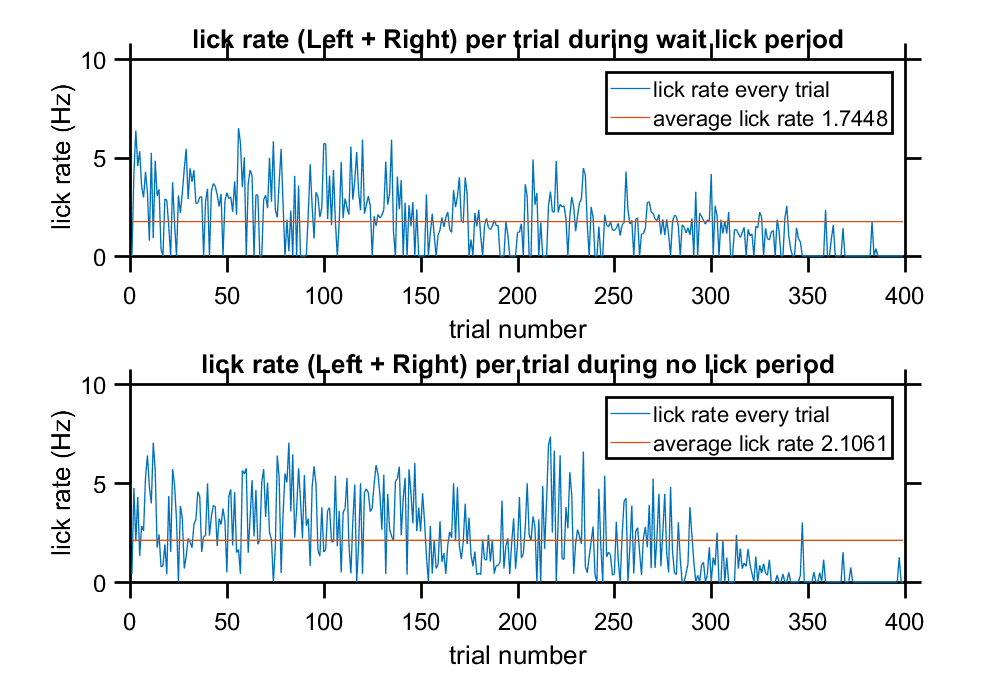 lick rate (Left + Right) per trial during wait lick period
10
5
0
lick rate (Hz)
lick rate every trial
average lick rate 1.7448
0 50 100 150 200 250 300 350 400
trial number
lick rate (Left + Right) per trial during no lick period
10
5
0
lick rate (Hz)
lick rate every trial
average lick rate 2.1061
0 50 100 150 200 250 300 350 400
trial number